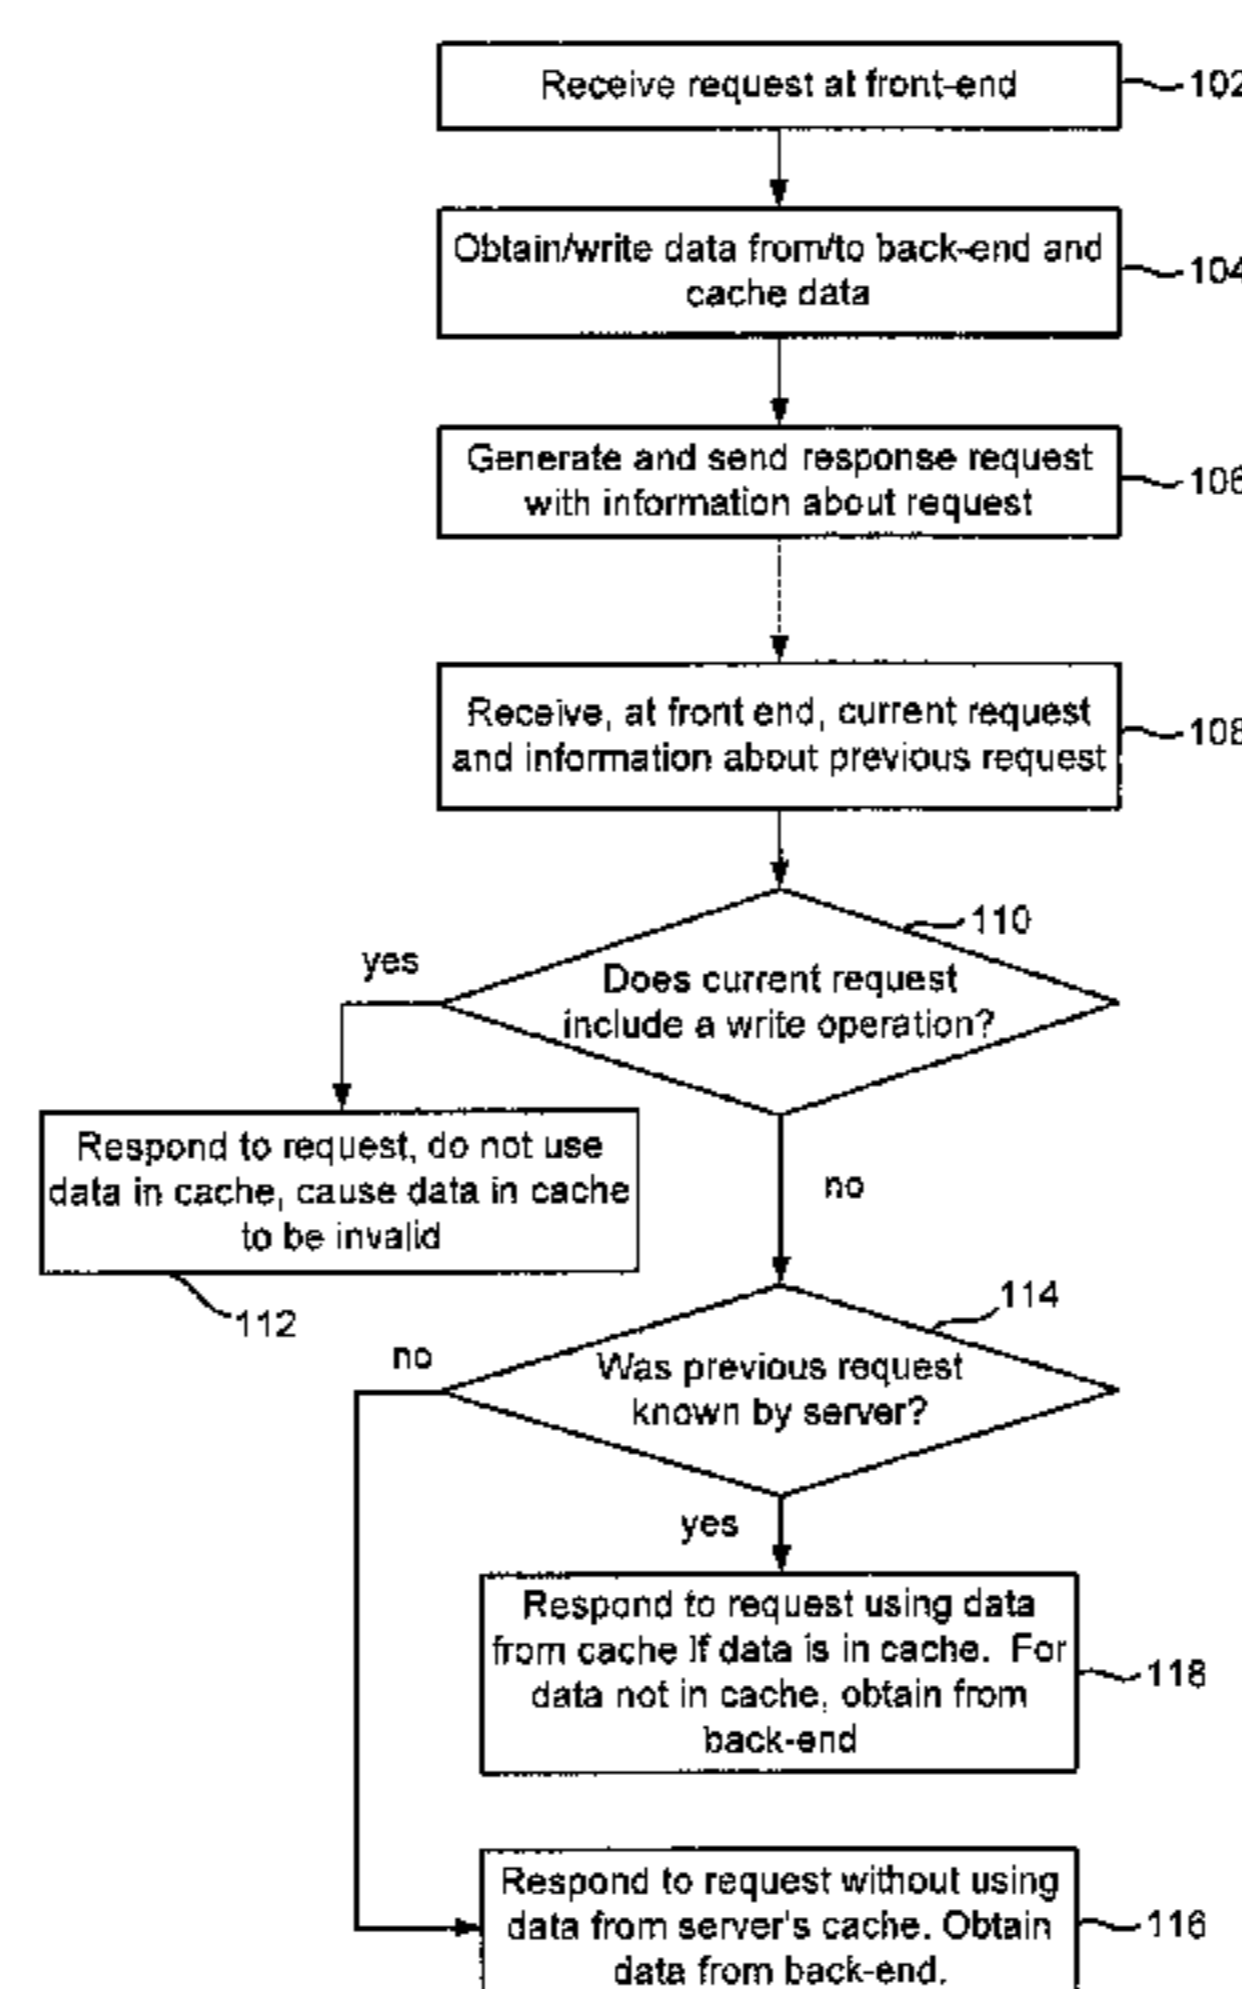 Receive request at front-end
102
Obtain/write data from/to back-end and
cache data
104
Generate and send response request
with information about request
106
Receive, at front end, current request
and information about previous request
108
110
yes
Does current request
include a write operation?
Respond to request, do not use
data in cache, cause data in cache
to be invalid
no
112
114
no
Was previous request
known by server?
yes
Respond to request using data
from cache If data is in cache. For
data not in cache, obtain from
back-end
118
Respond to request without using
data from server's cache. Obtain
data from back-end.
116